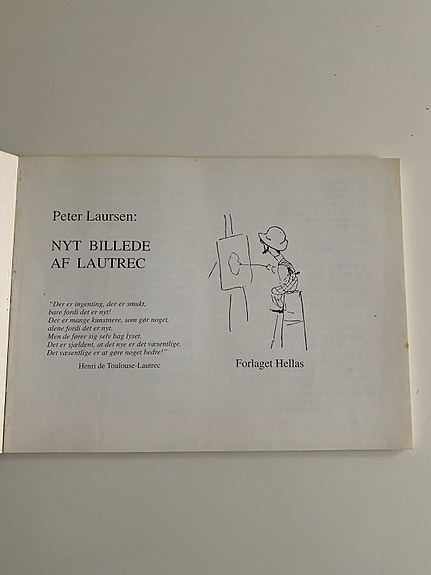 Peter Laursen:
NYT BILLEDE
AF LAUTREC
"Der er ingenting, der er smukt,
bare fordi det er nyt!
Der er mange kunstnere, som gør noget,
alene fordi det er nyt.
Men de fører sig selv bag lyset.
Det er sjældent, at det nye er det væsentlige.
Det væsentlige er at gøre noget bedre!"
Henri de Toulouse-Lautrec
Forlaget Hellas